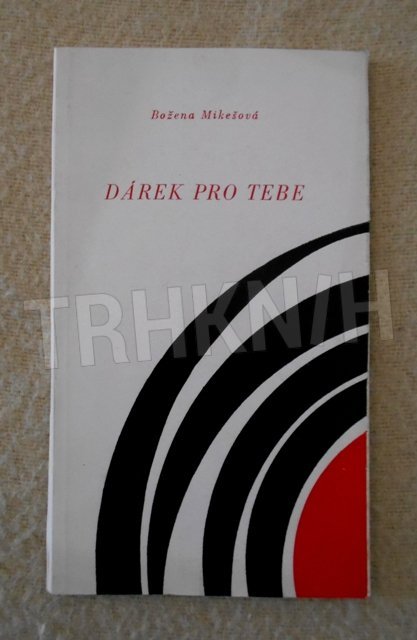 Božena Mikešová
DÁREK PRO TEBE
TRHKNIH